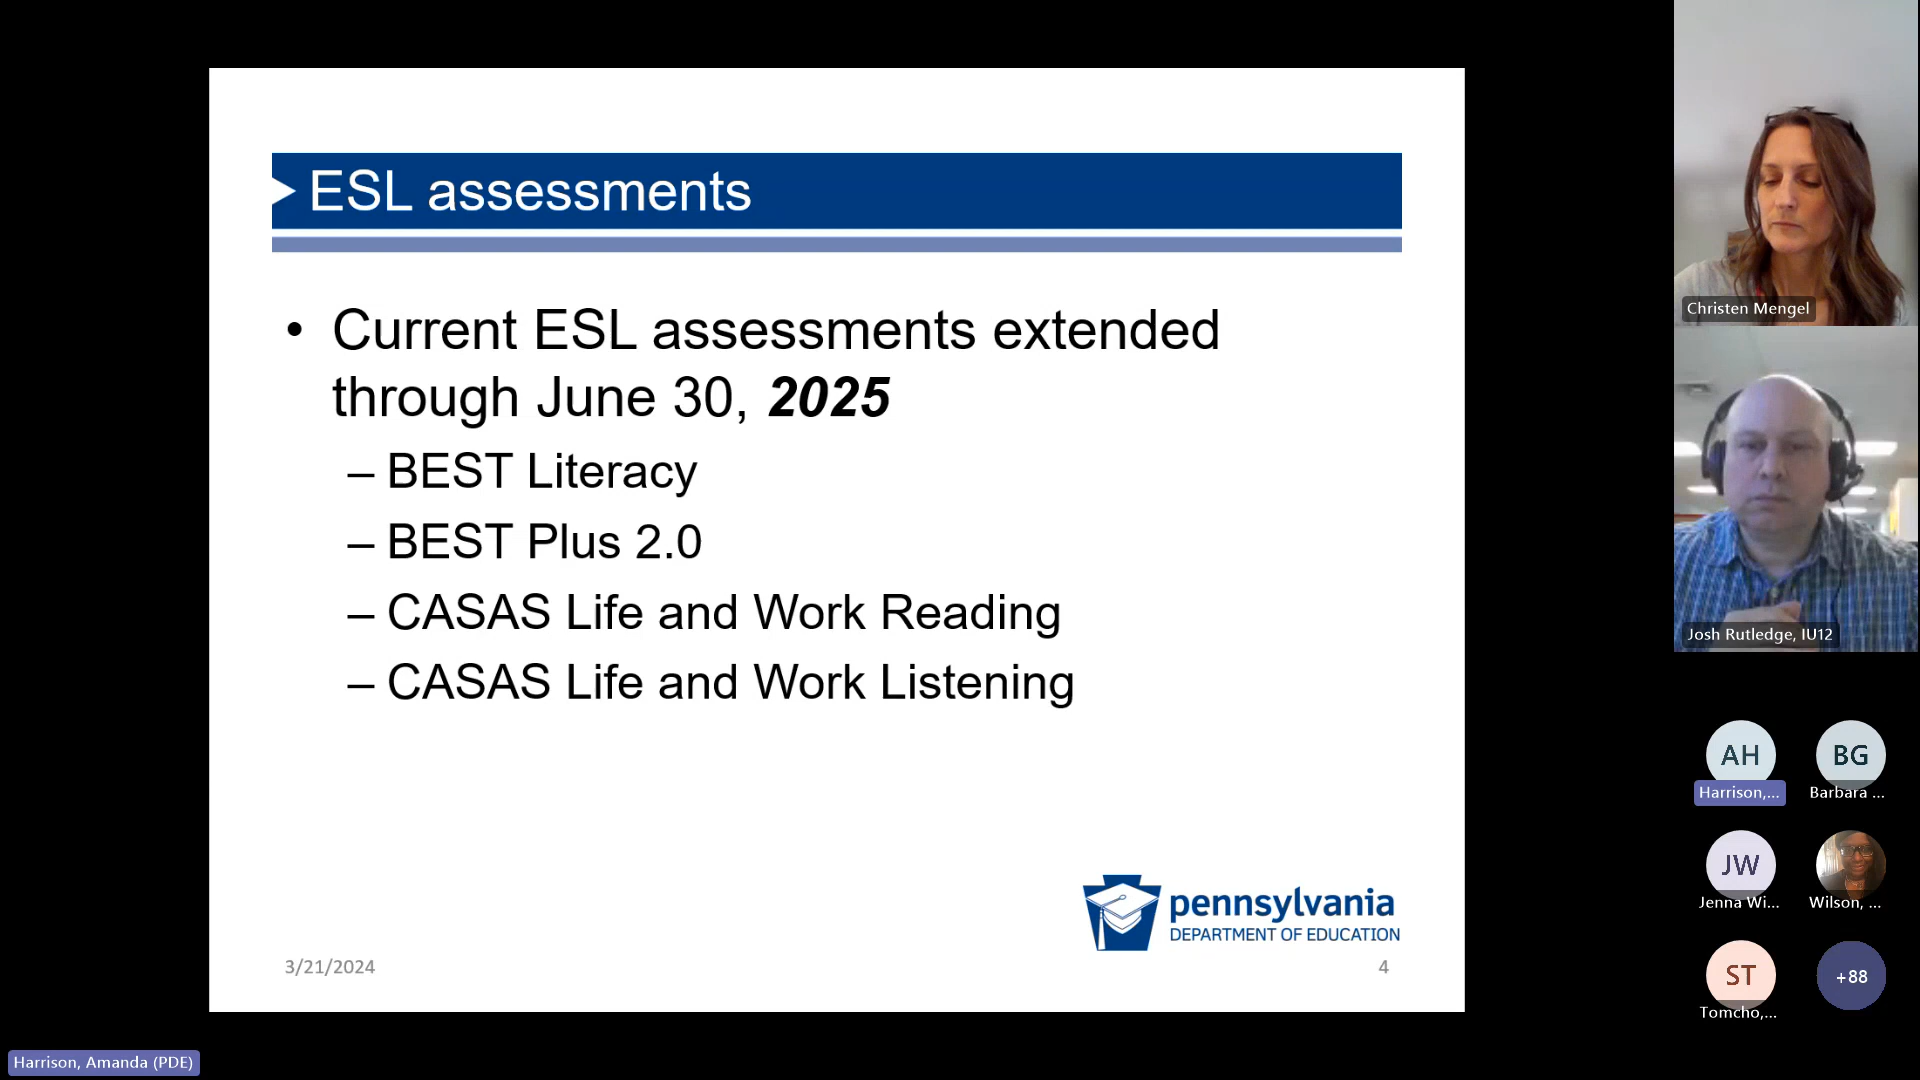 ESL assessments
• Current ESL assessments extended
through June 30, 2025
– BEST Literacy
– BEST Plus 2.0
– CASAS Life and Work Reading
– CASAS Life and Work Listening
pennsylvania
DEPARTMENT OF EDUCATION
3/21/2024
4
Christen Mengel
Josh Rutledge, IU12
AH
BG
Harrison,...
Barbara ...
JW
Jenna Wi...
Wilson, ...
ST
+88
Tomcho,...
Harrison, Amanda (PDE)